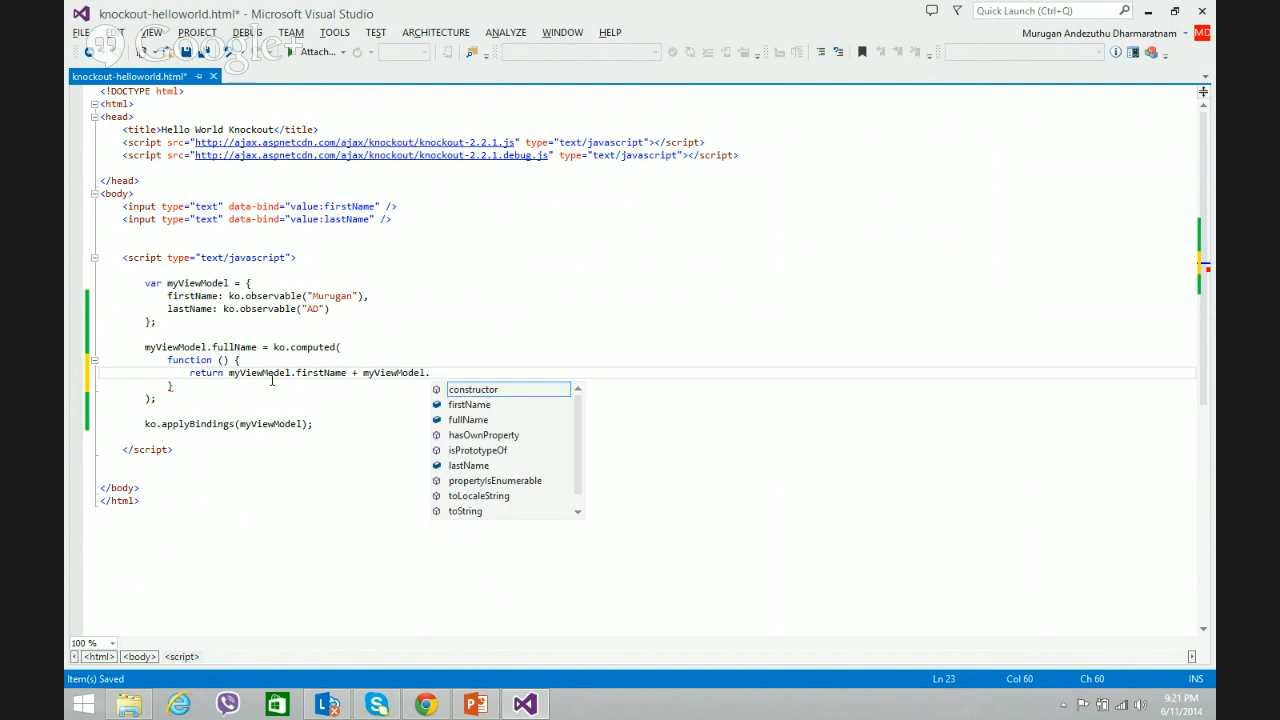 knockout-helloworld.html* - Microsoft Visual Studio
Quick Launch (Ctrl+Q)
FILE EDIT VIEW PROJECT DEBUG TEAM TOOLS TEST ARCHITECTURE ANALYZE WINDOW HELP
Murugan Andezuthu Dharmaratnam
MD
Google+
Attach...
knockout-helloworld.html*
<!DOCTYPE html>
<html>
<head>
<title>Hello World Knockout</title>
<script src="http://ajax.aspnetcdn.com/ajax/knockout/knockout-2.2.1.js" type="text/javascript"></script>
<script src="http://ajax.aspnetcdn.com/ajax/knockout/knockout-2.2.1.debug.js" type="text/javascript"></script>
</head>
<body>
<input type="text" data-bind="value:firstName" />
<input type="text" data-bind="value:lastName" />
<script type="text/javascript">
var myViewModel = {
firstName: ko.observable("Murugan"),
lastName: ko.observable("AD")
};
myViewModel.fullName = ko.computed(
function () {
return myViewModel.firstName + myViewModel.
}
);
ko.applyBindings(myViewModel);
</script>
</body>
</html>
constructor
firstName
fullName
hasOwnProperty
isPrototypeOf
lastName
propertyIsEnumerable
toLocaleString
toString
100 %
<html> <body> <script>
Item(s) Saved
Ln 23
Col 60
Ch 60
INS
9:21 PM
6/11/2014